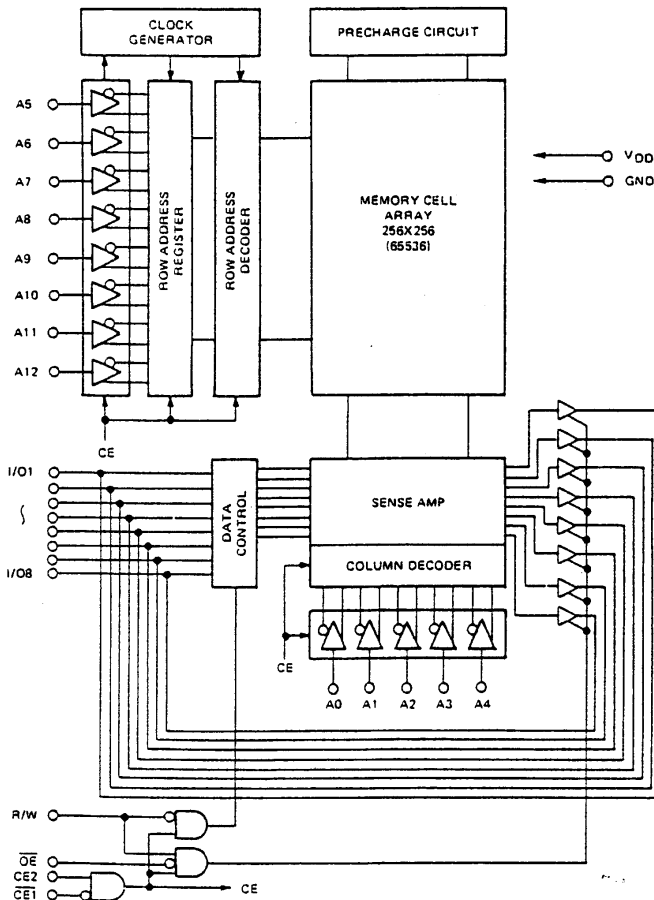 CLOCK
GENERATOR
PRECHARGE CIRCUIT
A5
A6
A7
A8
A9
A10
A11
A12
ROW ADDRESS
REGISTER
ROW ADDRESS
DECODER
MEMORY CELL
ARRAY
256X256
(65536)
VDD
GND
CE
I/O1
I/O8
DATA
CONTROL
SENSE AMP
COLUMN DECODER
CE
A0 A1 A2 A3 A4
R/W
OE
CE2
CE1
CE